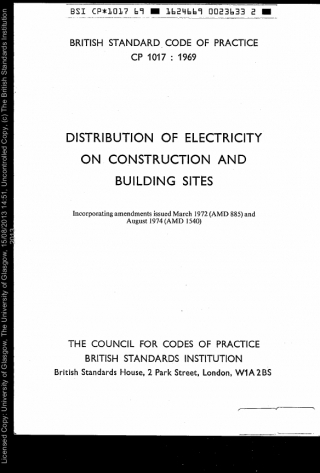 BSI CP*1017 69 ■ 1624669 0023633 2 ■
BRITISH STANDARD CODE OF PRACTICE
CP 1017 : 1969
DISTRIBUTION OF ELECTRICITY
ON CONSTRUCTION AND
BUILDING SITES
Incorporating amendments issued March 1972 (AMD 885) and
August 1974 (AMD 1540)
THE COUNCIL FOR CODES OF PRACTICE
BRITISH STANDARDS INSTITUTION
British Standards House, 2 Park Street, London, W1A 2BS
Licensed Copy: University of Glasgow, The University of Glasgow, 15/08/2013 14:51, Uncontrolled Copy, (c) The British Standards Institution
2013